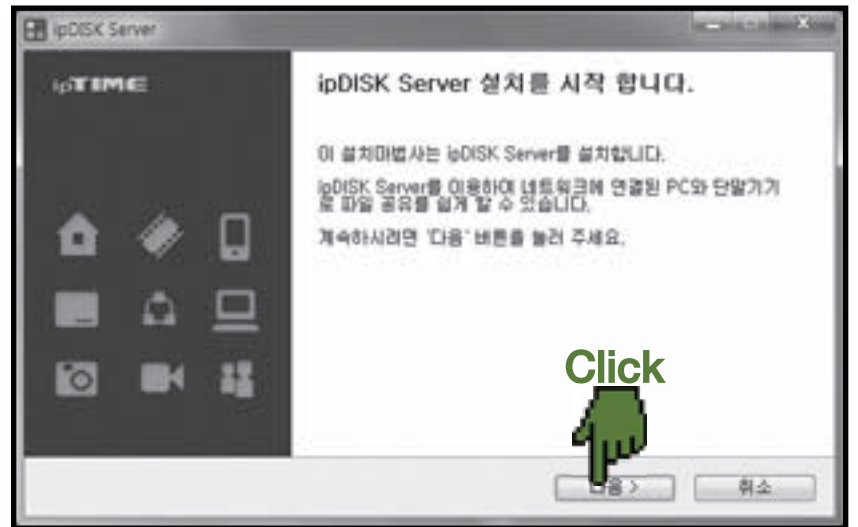 ipDISK Server
ipTIME
ipDISK Server 설치를 시작 합니다.
이 설치마법사는 ipDISK Server를 설치합니다.
ipDISK Server를 이용하여 네트워크에 연결된 PC와 단말기기
로 파일 공유를 쉽게 할 수 있습니다.
계속하시려면 '다음' 버튼를 눌러 주세요.
Click
다음 >
취소